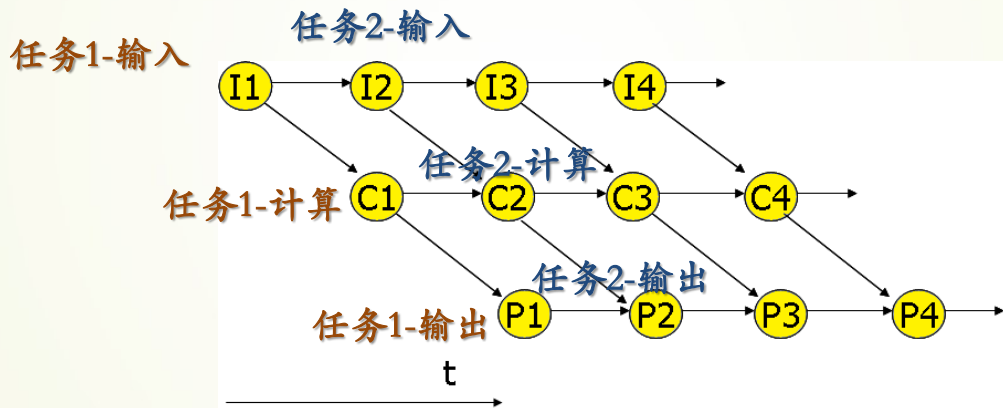 任务2-输入
任务1-输入
I1 I2 I3 I4
任务2-计算
任务1-计算
C1 C2 C3 C4
任务2-输出
任务1-输出
P1 P2 P3 P4
t